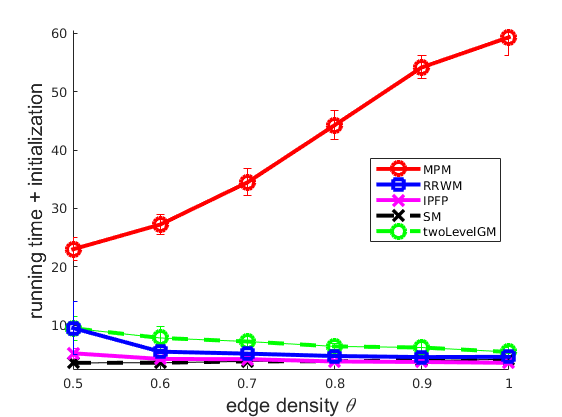 60
50
40
30
20
10
running time + initialization
MPM
RRWM
IPFP
SM
twoLevelGM
0.5 0.6 0.7 0.8 0.9 1
edge density θ